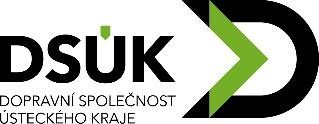 DSÚK
DOPRAVNÍ SPOLEČNOST
ÚSTECKÉHO KRAJE